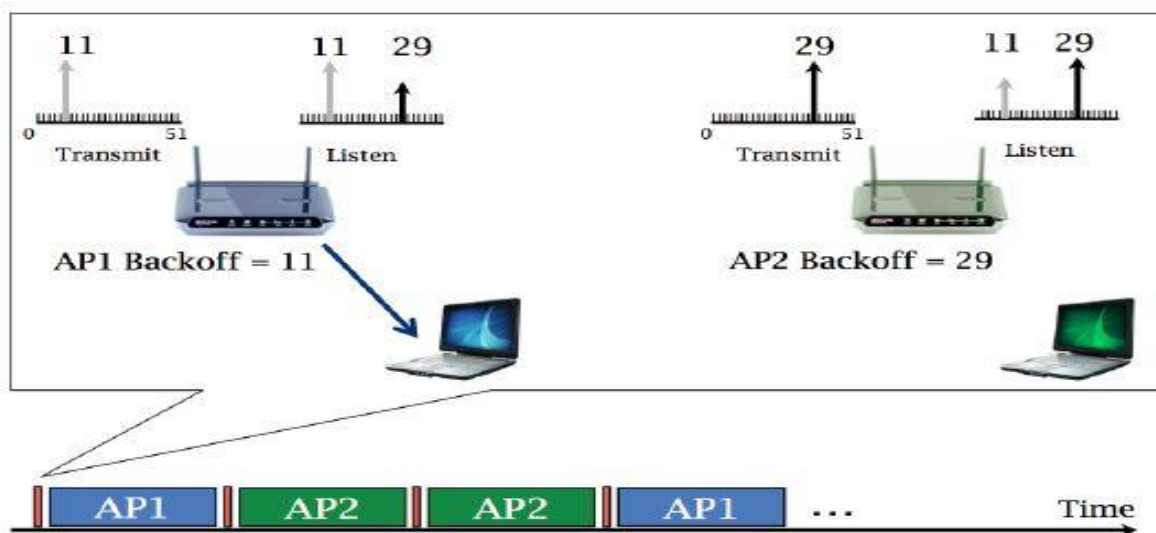 11
11 29
29
11 29
0 51
Transmit
Listen
0 51
Transmit
Listen
AP1 Backoff = 11
AP2 Backoff = 29
AP1 AP2 AP2 AP1 ... Time